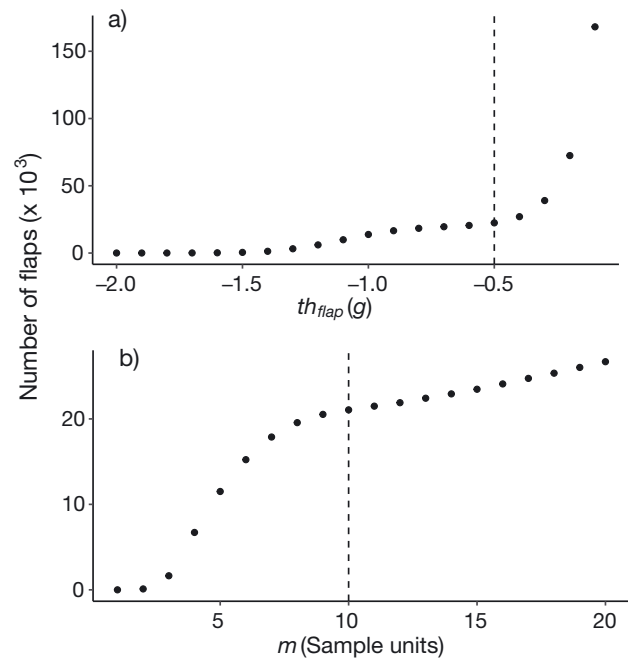 a)
Number of flaps (x 10³)
150
100
50
0
–2.0 –1.5 –1.0 –0.5
th_flap (g)
b)
20
10
0
5 10 15 20
m (Sample units)